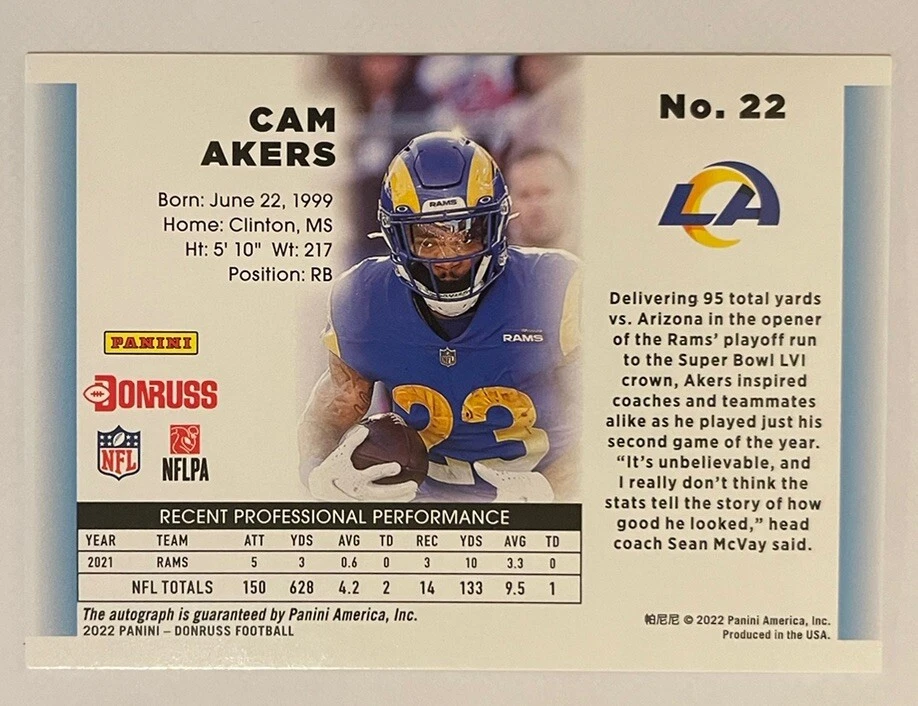 CAM
AKERS
Born: June 22, 1999
Home: Clinton, MS
Ht: 5' 10" Wt: 217
Position: RB
PANINI
DONRUSS
NFL
NFLPA
RAMS
RAMS
NFL
23
No. 22
LA
Delivering 95 total yards
vs. Arizona in the opener
of the Rams' playoff run
to the Super Bowl LVI
crown, Akers inspired
coaches and teammates
alike as he played just his
second game of the year.
"It's unbelievable, and
I really don't think the
stats tell the story of how
good he looked," head
coach Sean McVay said.
RECENT PROFESSIONAL PERFORMANCE
YEAR TEAM ATT YDS AVG TD REC YDS AVG TD
2021 RAMS 5 3 0.6 0 3 10 3.3 0
NFL TOTALS 150 628 4.2 2 14 133 9.5 1
The autograph is guaranteed by Panini America, Inc.
2022 PANINI – DONRUSS FOOTBALL
帕尼尼 © 2022 Panini America, Inc.
Produced in the USA.